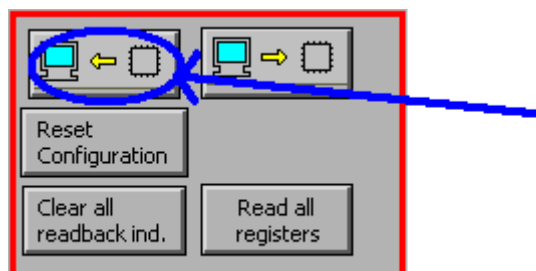 Reset
Configuration
Clear all
readback ind.
Read all
registers